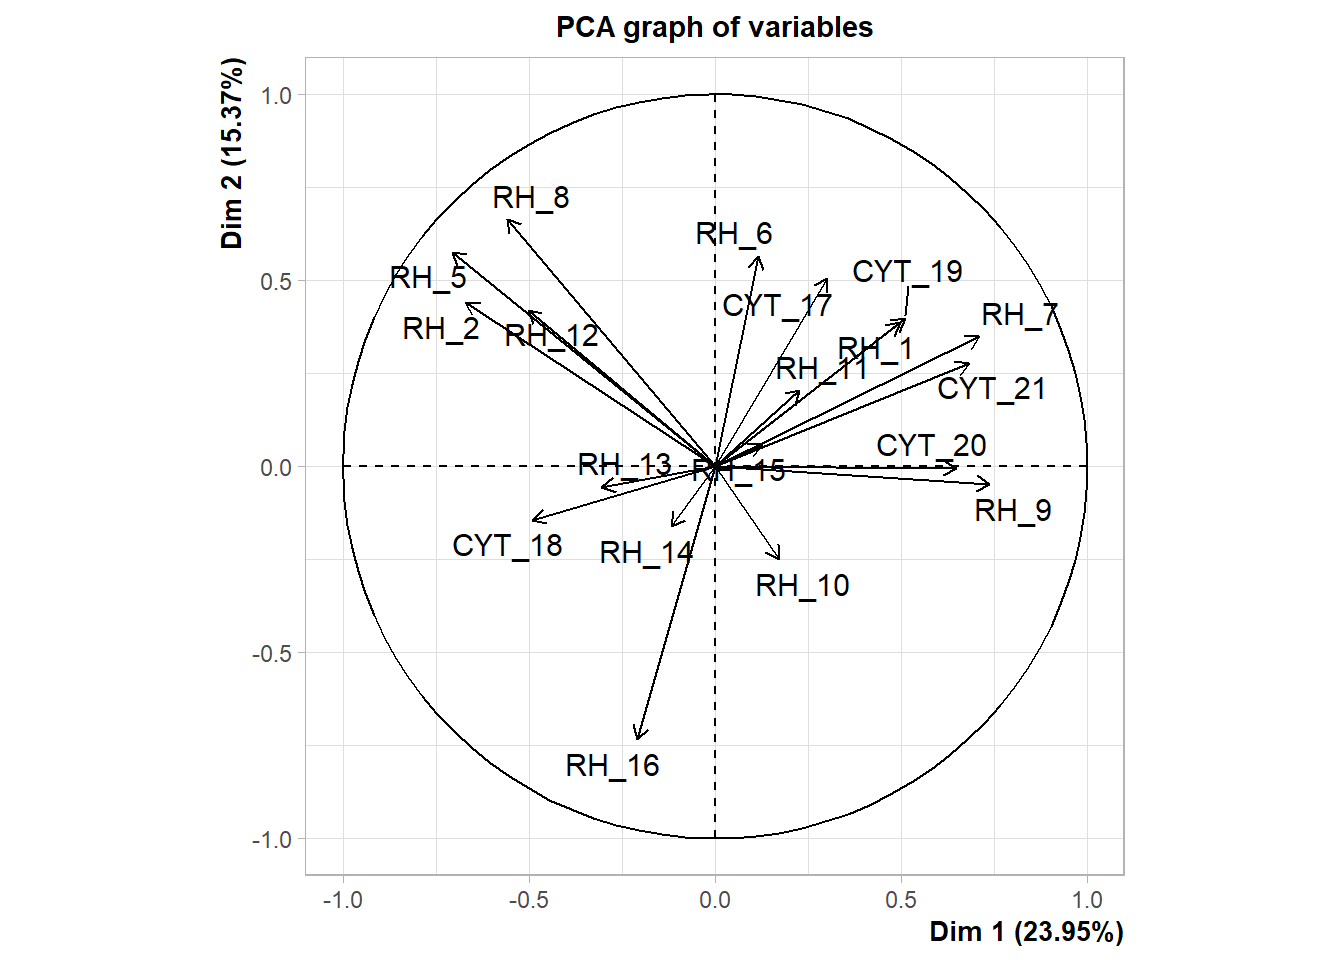 PCA graph of variables
Dim 2 (15.37%)
1.0
0.5
0.0
-0.5
-1.0
RH_8
RH_6
RH_5
CYT_19
CYT_17
RH_7
RH_2
RH_12
RH_1
RH_11
CYT_21
CYT_20
RH_13
RH_15
RH_9
CYT_18
RH_14
RH_10
RH_16
-1.0
-0.5
0.0
0.5
1.0
Dim 1 (23.95%)